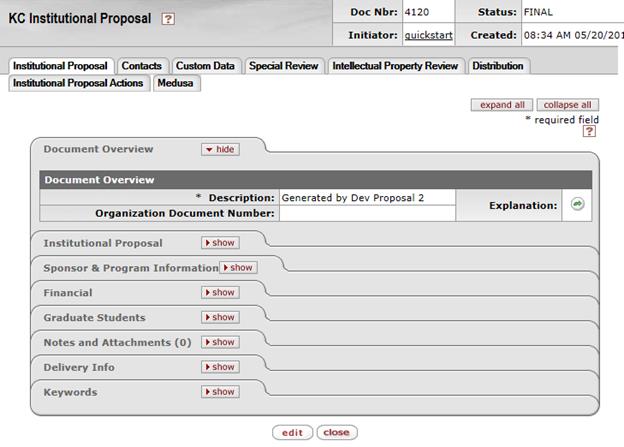 KC Institutional Proposal ?
Doc Nbr: 4120 Status: FINAL
Initiator: quickstart Created: 08:34 AM 05/20/201
Institutional Proposal Contacts Custom Data Special Review Intellectual Property Review Distribution
Institutional Proposal Actions Medusa
expand all collapse all
* required field
?
Document Overview hide
Document Overview
* Description: Generated by Dev Proposal 2 Explanation:
Organization Document Number:
Institutional Proposal show
Sponsor & Program Information show
Financial show
Graduate Students show
Notes and Attachments (0) show
Delivery Info show
Keywords show
edit close